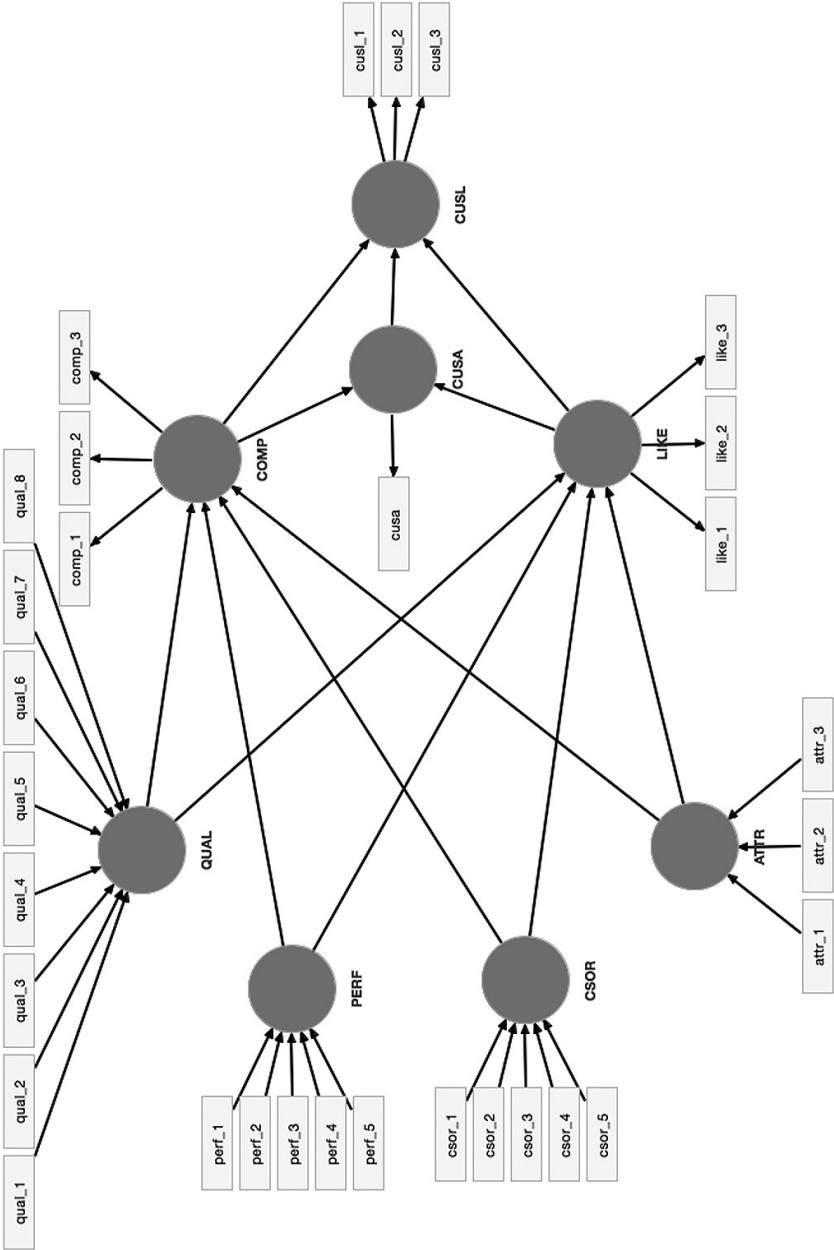 qual_1
qual_2
qual_3
qual_4
qual_5
qual_6
qual_7
qual_8
comp_1
comp_2
comp_3
QUAL
COMP
perf_1
perf_2
perf_3
perf_4
perf_5
PERF
cusl_1
cusl_2
cusl_3
CUSL
CUSA
cusa
csor_1
csor_2
csor_3
csor_4
csor_5
CSOR
LIKE
like_1
like_2
like_3
ATTR
attr_1
attr_2
attr_3